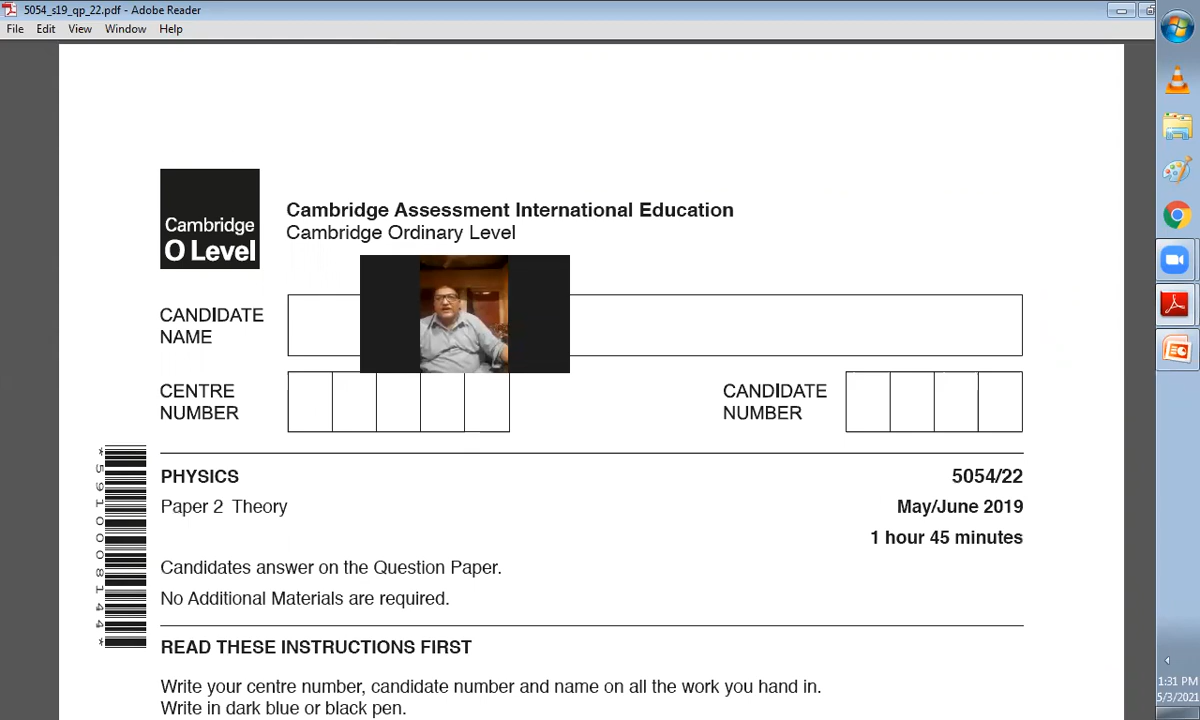 5054_s19_qp_22.pdf - Adobe Reader
File Edit View Window Help
Cambridge
O Level
Cambridge Assessment International Education
Cambridge Ordinary Level
CANDIDATE
NAME
CENTRE
NUMBER
CANDIDATE
NUMBER
*5910008144*
PHYSICS 5054/22
Paper 2 Theory May/June 2019
1 hour 45 minutes
Candidates answer on the Question Paper.
No Additional Materials are required.
READ THESE INSTRUCTIONS FIRST
Write your centre number, candidate number and name on all the work you hand in.
Write in dark blue or black pen.
1:31 PM
5/3/2021